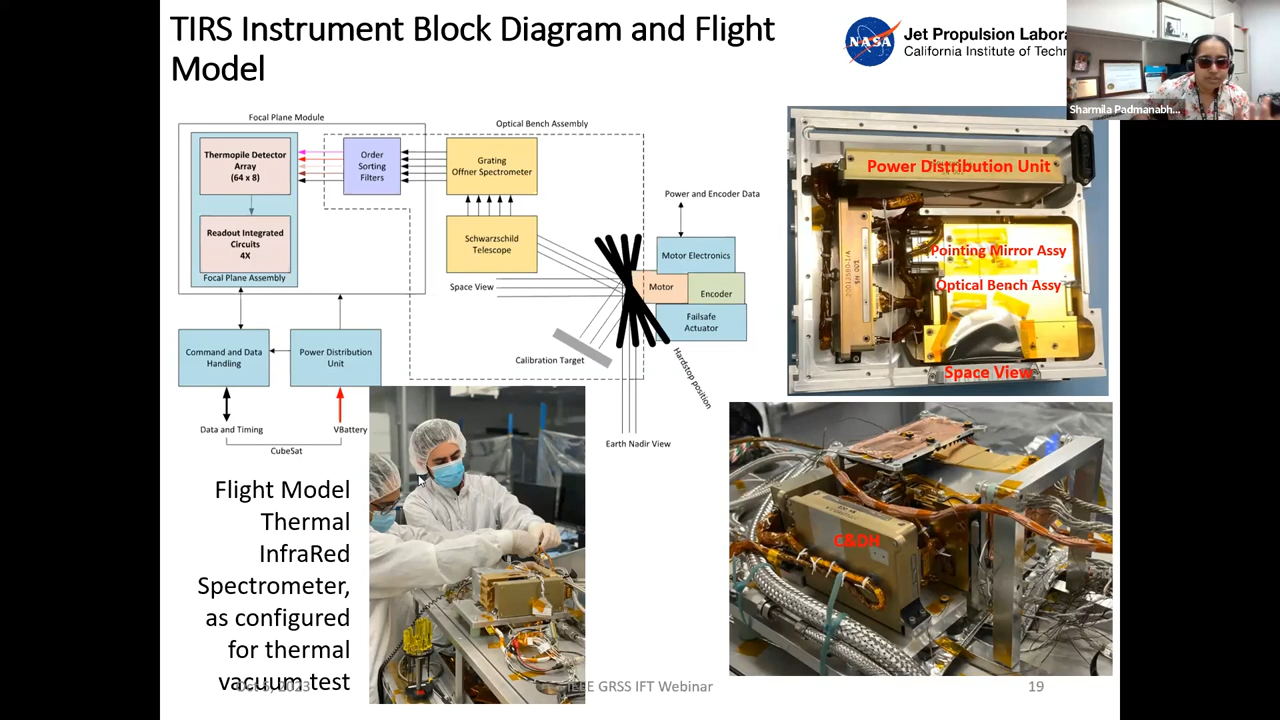 TIRS Instrument Block Diagram and Flight
Model
NASA
Jet Propulsion
California Institute of
Sharmila Padmanabh...
Focal Plane Module
Optical Bench Assembly
Thermopile Detector
Array
(64 x 8)
Order
Sorting
Filters
Grating
Offner Spectrometer
Readout Integrated
Circuits
4X
Focal Plane Assembly
Schwarzschild
Telescope
Power and Encoder Data
Motor Electronics
Motor
Encoder
Failsafe
Actuator
Space View
Calibration Target
Hardstop position
Earth Nadir View
Command and Data
Handling
Power Distribution
Unit
Data and Timing
VBattery
CubeSat
Power Distribution Unit
Pointing Mirror Assy
Optical Bench Assy
Space View
C&DH
Flight Model
Thermal
InfraRed
Spectrometer,
as configured
for thermal
vacuum test
2023
IEEE GRSS IFT Webinar
19